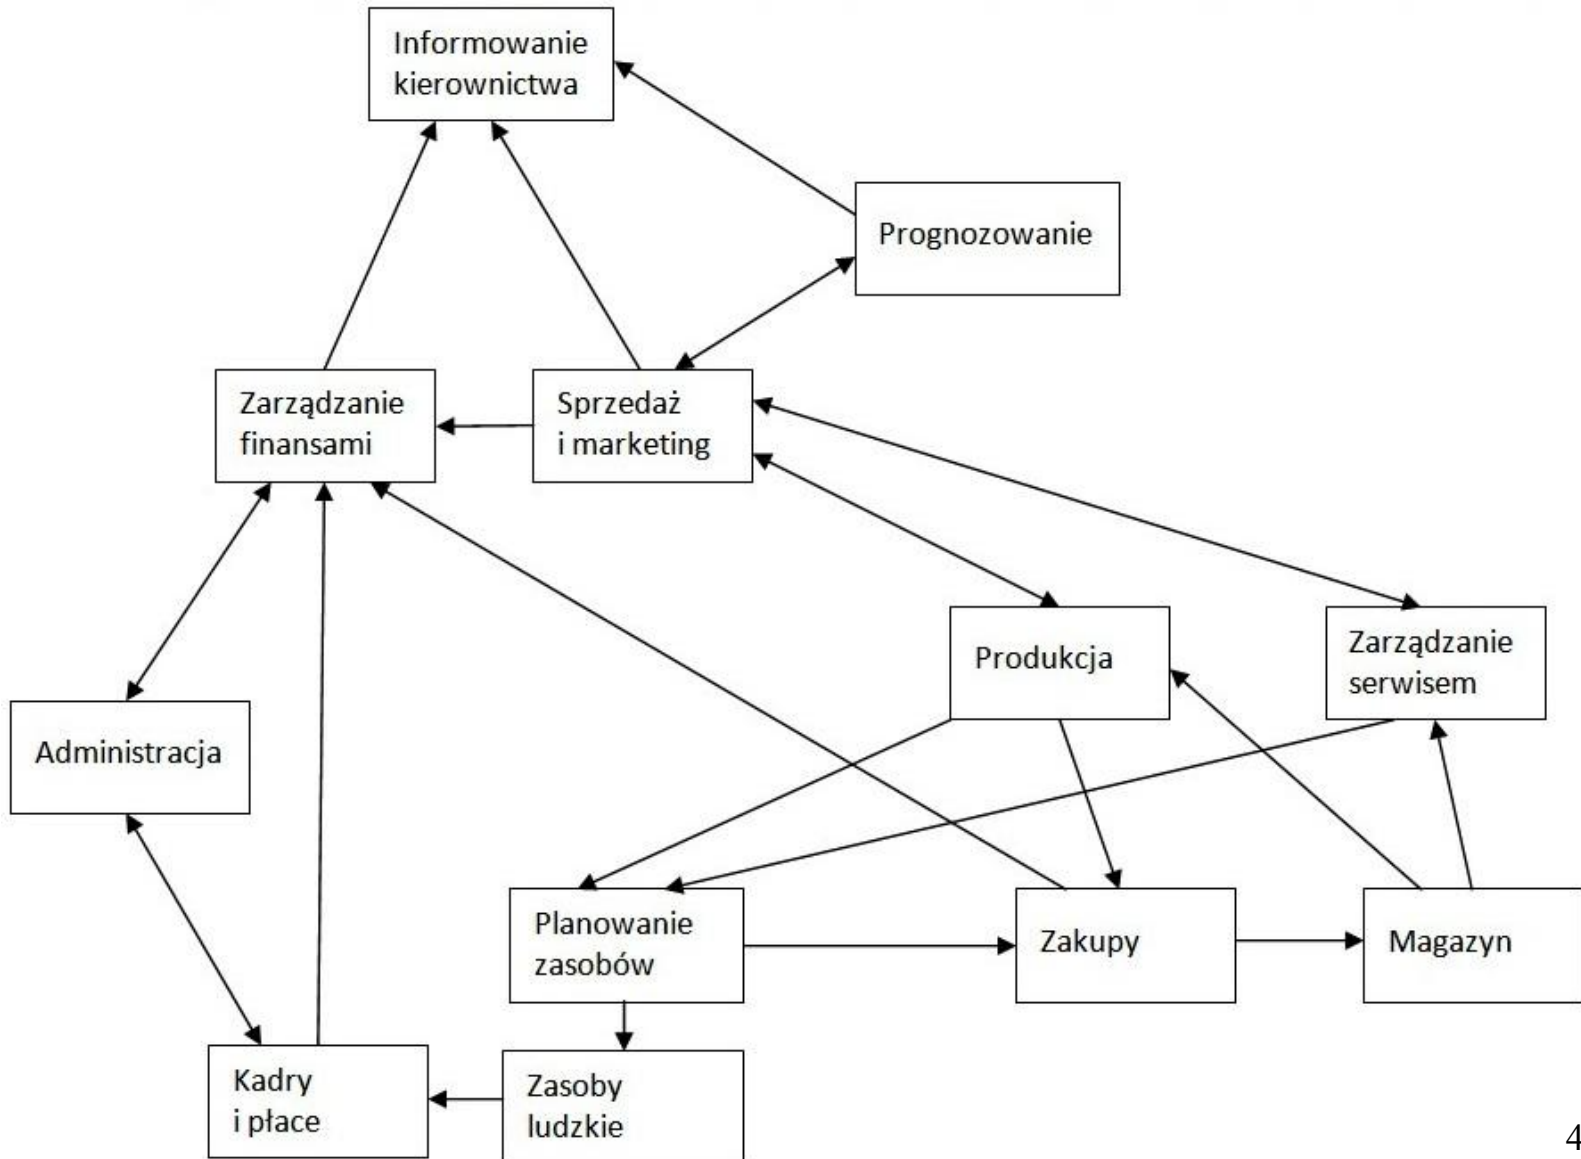 Informowanie
kierownictwa
Prognozowanie
Zarządzanie
finansami
Sprzedaż
i marketing
Produkcja
Zarządzanie
serwisem
Administracja
Planowanie
zasobów
Zakupy
Magazyn
Kadry
i płace
Zasoby
ludzkie
4